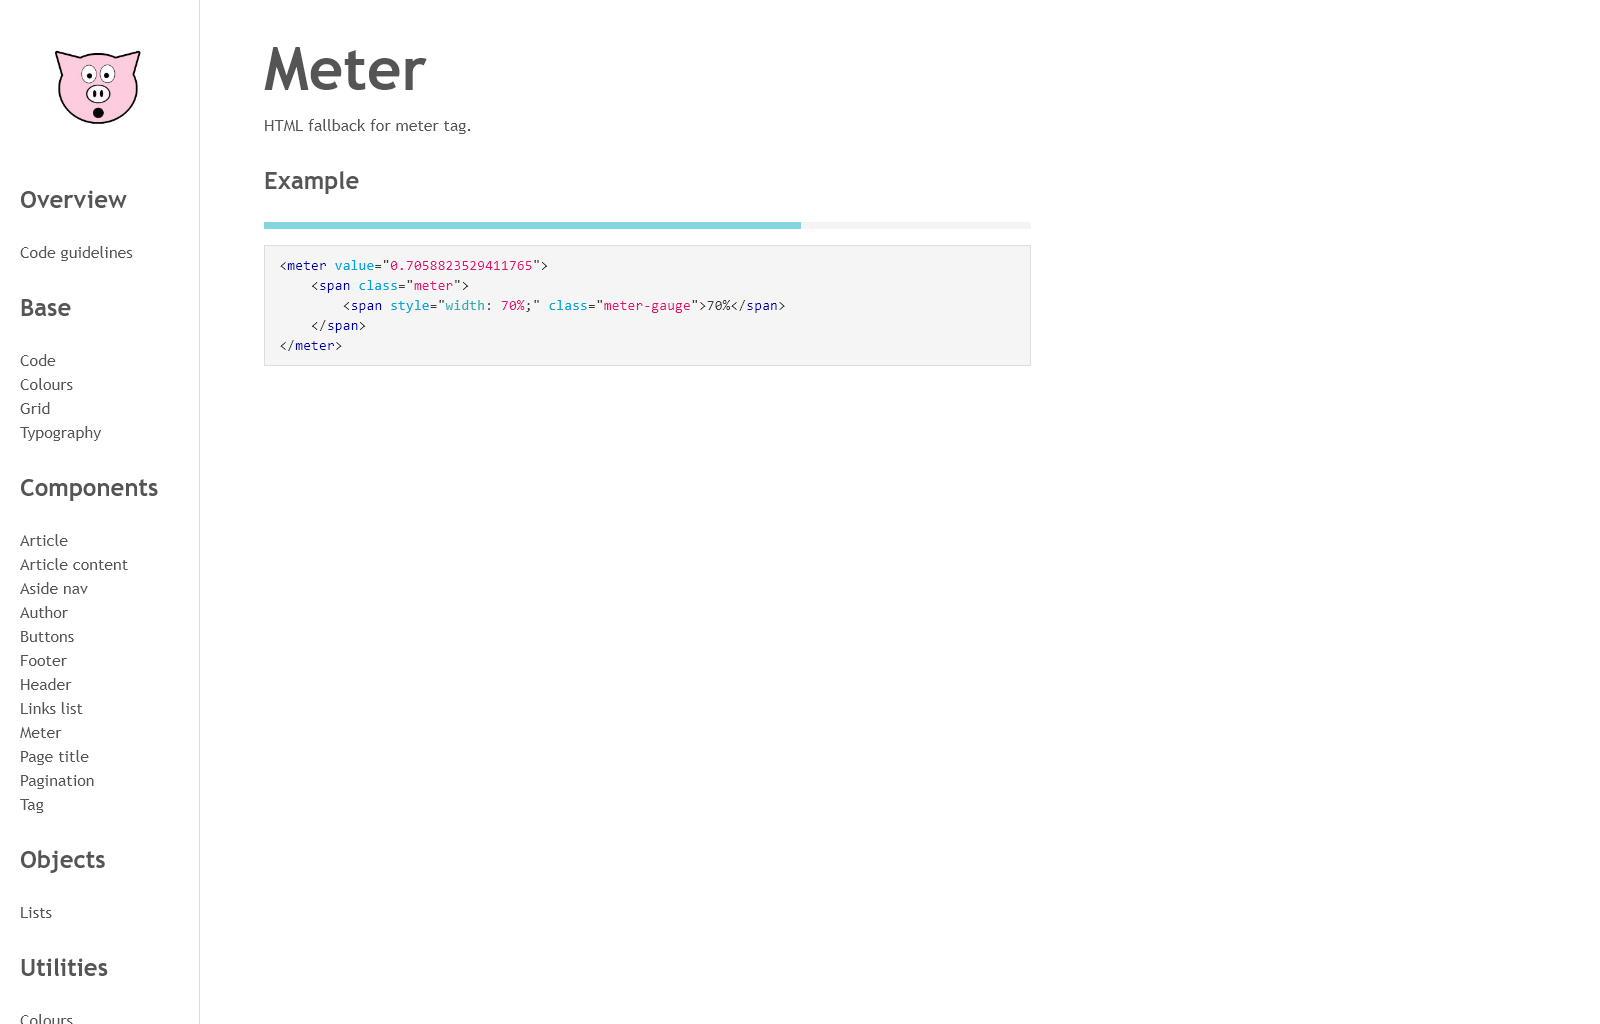 Overview
Code guidelines
Base
Code
Colours
Grid
Typography
Components
Article
Article content
Aside nav
Author
Buttons
Footer
Header
Links list
Meter
Page title
Pagination
Tag
Objects
Lists
Utilities
Colours
Meter
HTML fallback for meter tag.
Example
<meter value="0.7058823529411765">
    <span class="meter">
        <span style="width: 70%;" class="meter-gauge">70%</span>
    </span>
</meter>